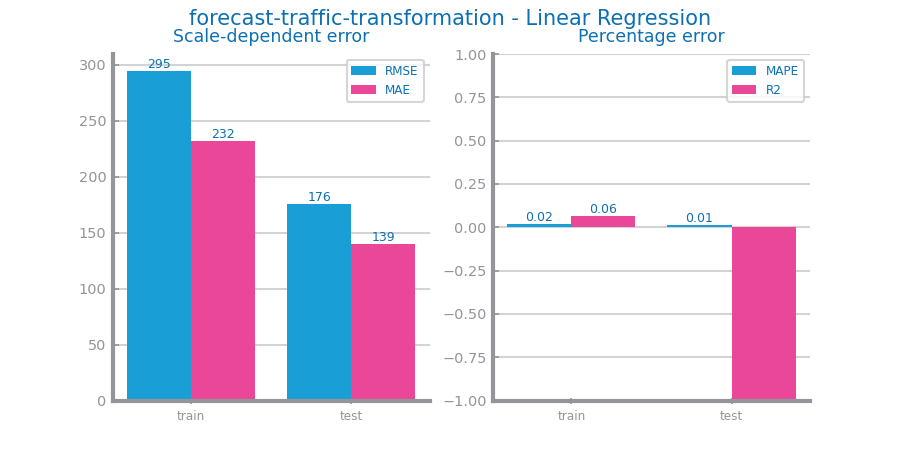 forecast-traffic-transformation - Linear Regression
Scale-dependent error
300
250
200
150
100
50
0
295
232
176
139
RMSE
MAE
train
test
Percentage error
1.00
0.75
0.50
0.25
0.00
−0.25
−0.50
−0.75
−1.00
0.02
0.06
0.01
MAPE
R2
train
test